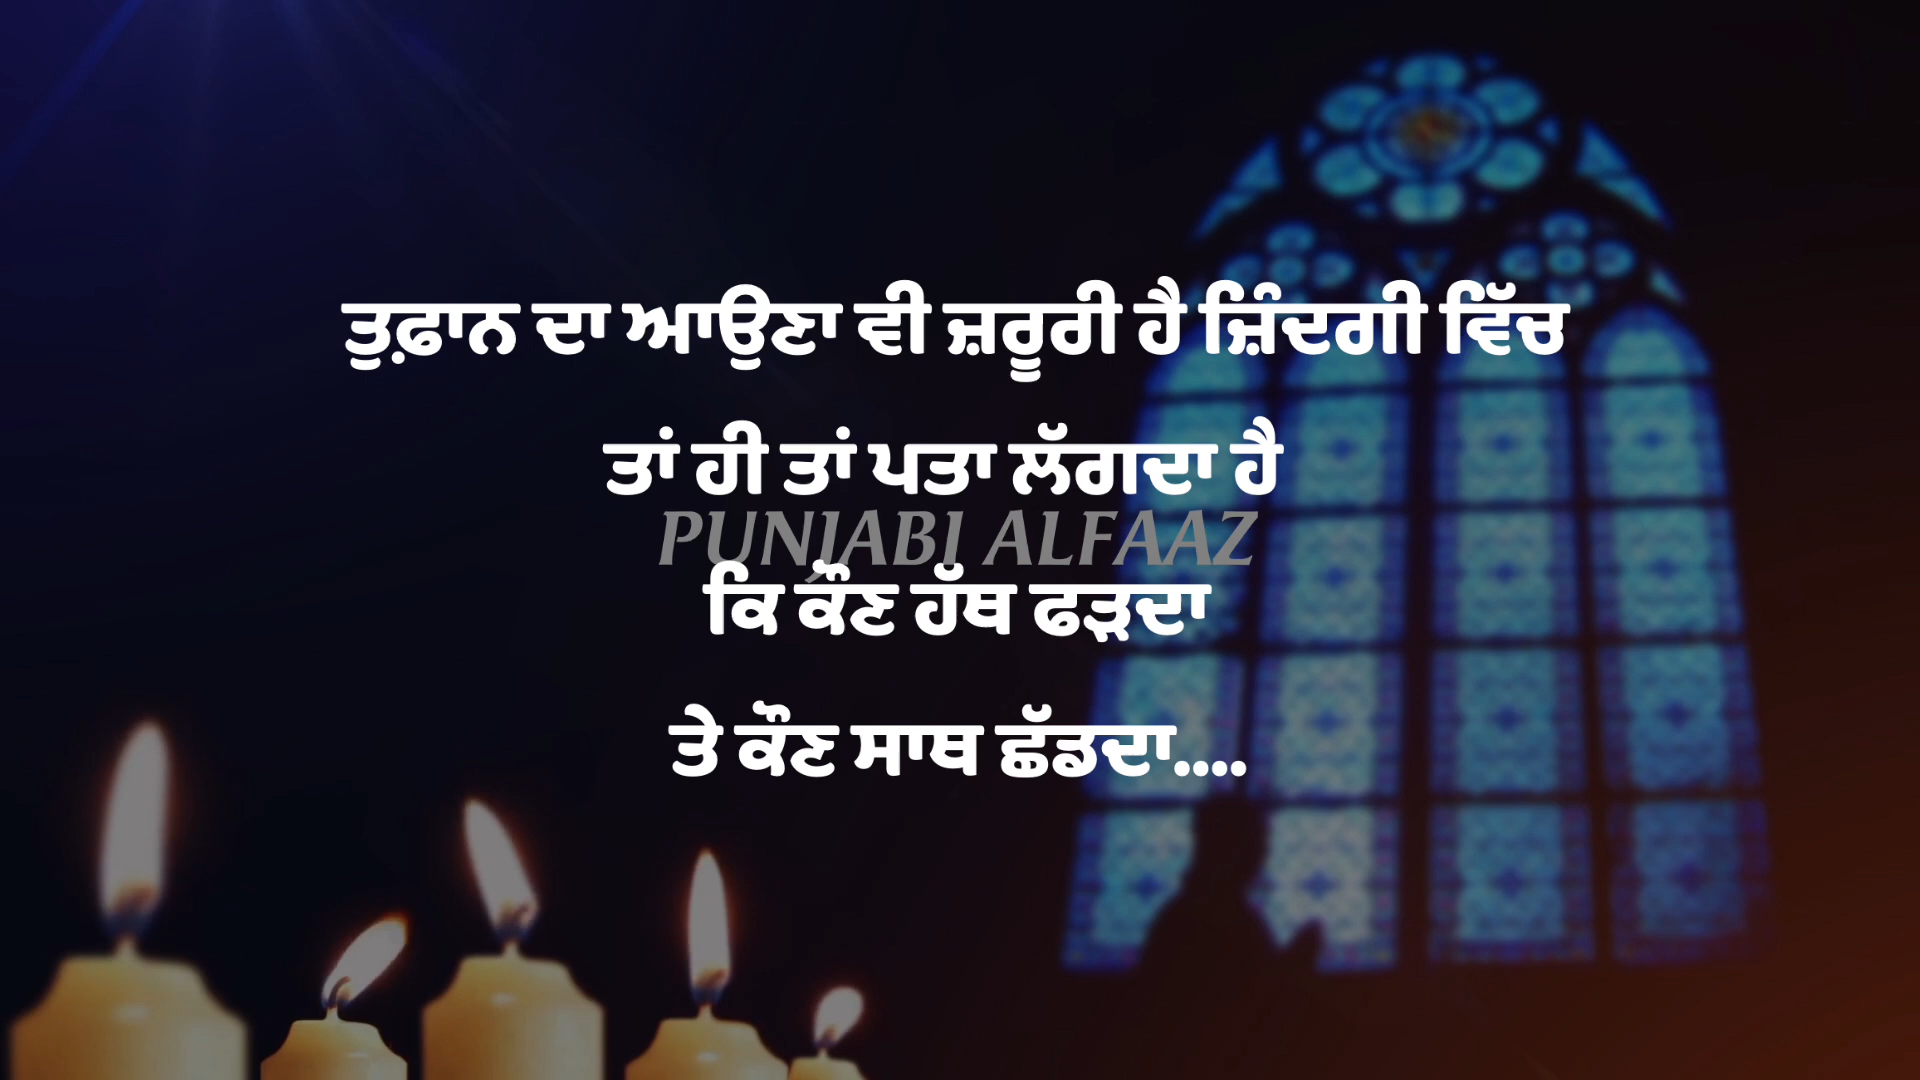 ਤੁਫ਼ਾਨ ਦਾ ਆਉਣਾ ਵੀ ਜ਼ਰੂਰੀ ਹੈ ਜ਼ਿੰਦਗੀ ਵਿੱਚ
ਤਾਂ ਹੀ ਤਾਂ ਪਤਾ ਲੱਗਦਾ ਹੈ
PUNJABI ALFAAZ
ਕਿ ਕੌਣ ਹੱਥ ਫੜਦਾ
ਤੇ ਕੌਣ ਸਾਥ ਛੱਡਦਾ....